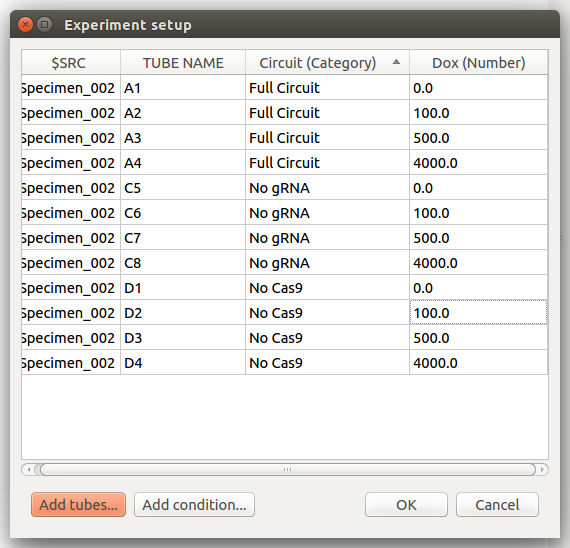 Experiment setup
$SRC TUBE NAME Circuit (Category) Dox (Number)
Specimen_002 A1 Full Circuit 0.0
Specimen_002 A2 Full Circuit 100.0
Specimen_002 A3 Full Circuit 500.0
Specimen_002 A4 Full Circuit 4000.0
Specimen_002 C5 No gRNA 0.0
Specimen_002 C6 No gRNA 100.0
Specimen_002 C7 No gRNA 500.0
Specimen_002 C8 No gRNA 4000.0
Specimen_002 D1 No Cas9 0.0
Specimen_002 D2 No Cas9 100.0
Specimen_002 D3 No Cas9 500.0
Specimen_002 D4 No Cas9 4000.0
Add tubes... Add condition... OK Cancel